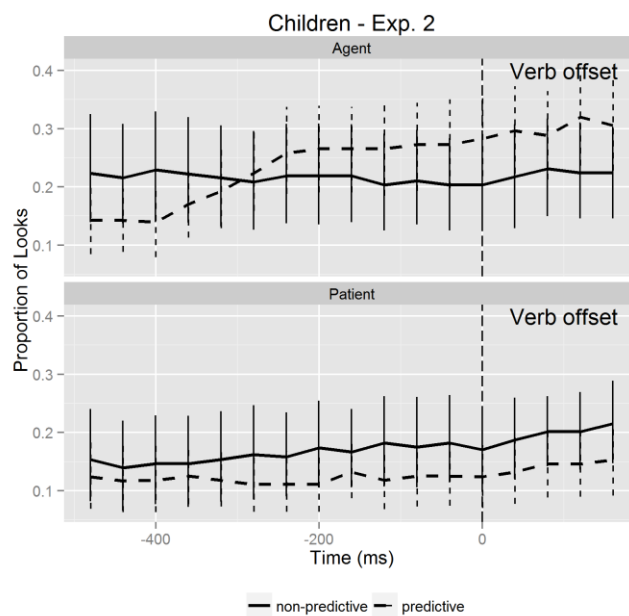 Children - Exp. 2
Agent
Verb offset
0.4
0.3
0.2
0.1
Patient
Verb offset
0.4
0.3
0.2
0.1
Proportion of Looks
-400
-200
0
Time (ms)
non-predictive
predictive